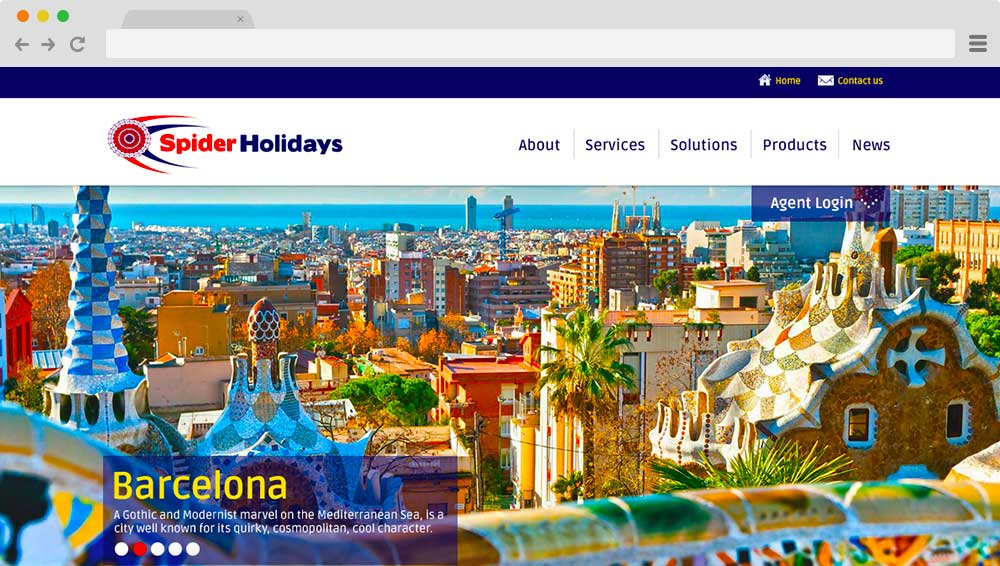 Home
Contact us
Spider Holidays
About
Services
Solutions
Products
News
Agent Login
Barcelona
A Gothic and Modernist marvel on the Mediterranean Sea, is a
city well known for its quirky, cosmopolitan, cool character.